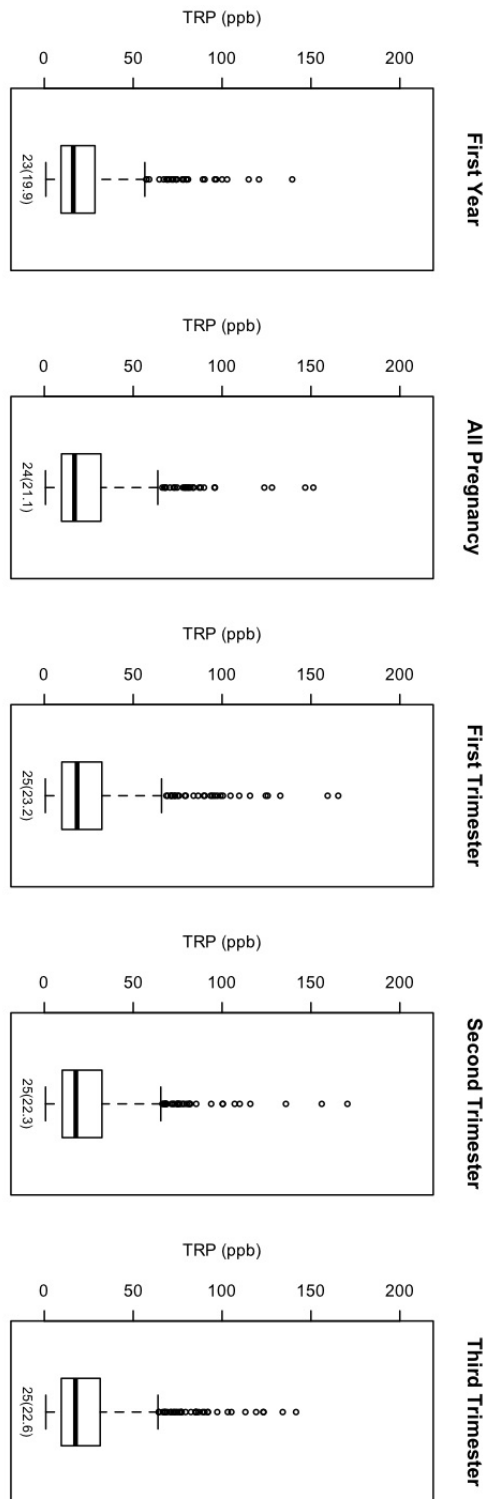 First Year
TRP (ppb)
0 50 100 150 200
23(19.9)
All Pregnancy
TRP (ppb)
0 50 100 150 200
24(21.1)
First Trimester
TRP (ppb)
0 50 100 150 200
25(23.2)
Second Trimester
TRP (ppb)
0 50 100 150 200
25(22.3)
Third Trimester
TRP (ppb)
0 50 100 150 200
25(22.6)